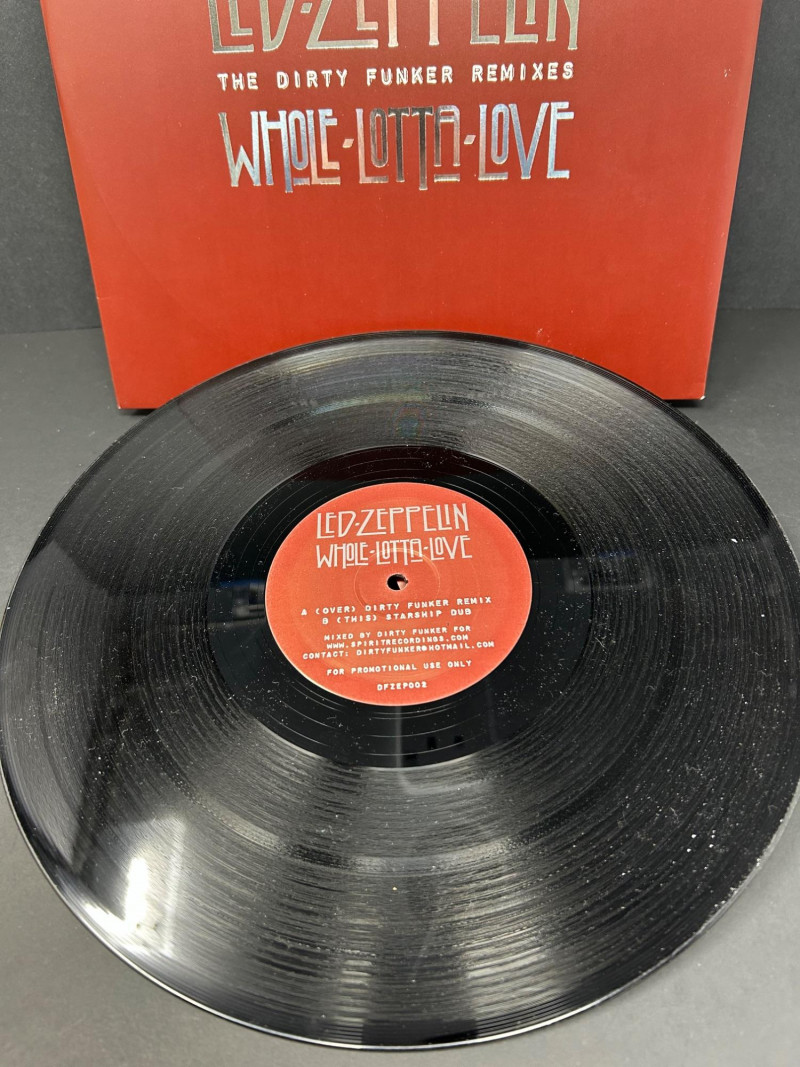 LED-ZEPPELIN
THE DIRTY FUNKER REMIXES
WHOLE-LOTTA-LOVE
LED-ZEPPELIN
WHOLE-LOTTA-LOVE
A (OVER) DIRTY FUNKER REMIX
B (THIS) STARSHIP DUB
MIXED BY DIRTY FUNKER FOR
WWW.SPIRITRECORDINGS.COM
CONTACT: DIRTYFUNKER@HOTMAIL.COM
FOR PROMOTIONAL USE ONLY
DFZEP002